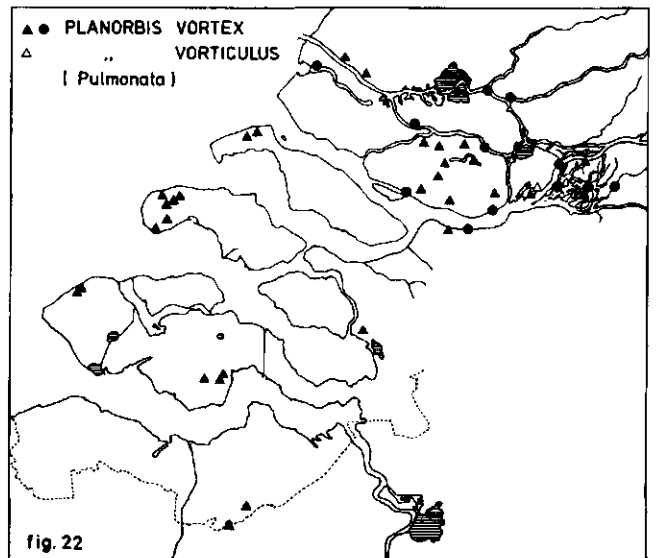 ▲ ● PLANORBIS VORTEX
△ ,, VORTICULUS
( Pulmonata )
fig. 22